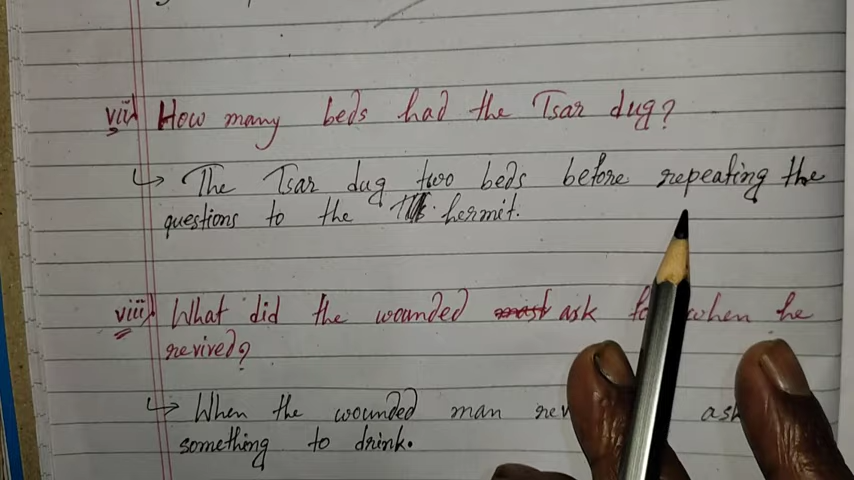 vii) How many beds had the Tsar dug?
↳ The Tsar dug two beds before repeating the
questions to the hermit.
viii) What did the wounded ask when he
revived?
↳ When the wounded man
something to drink.